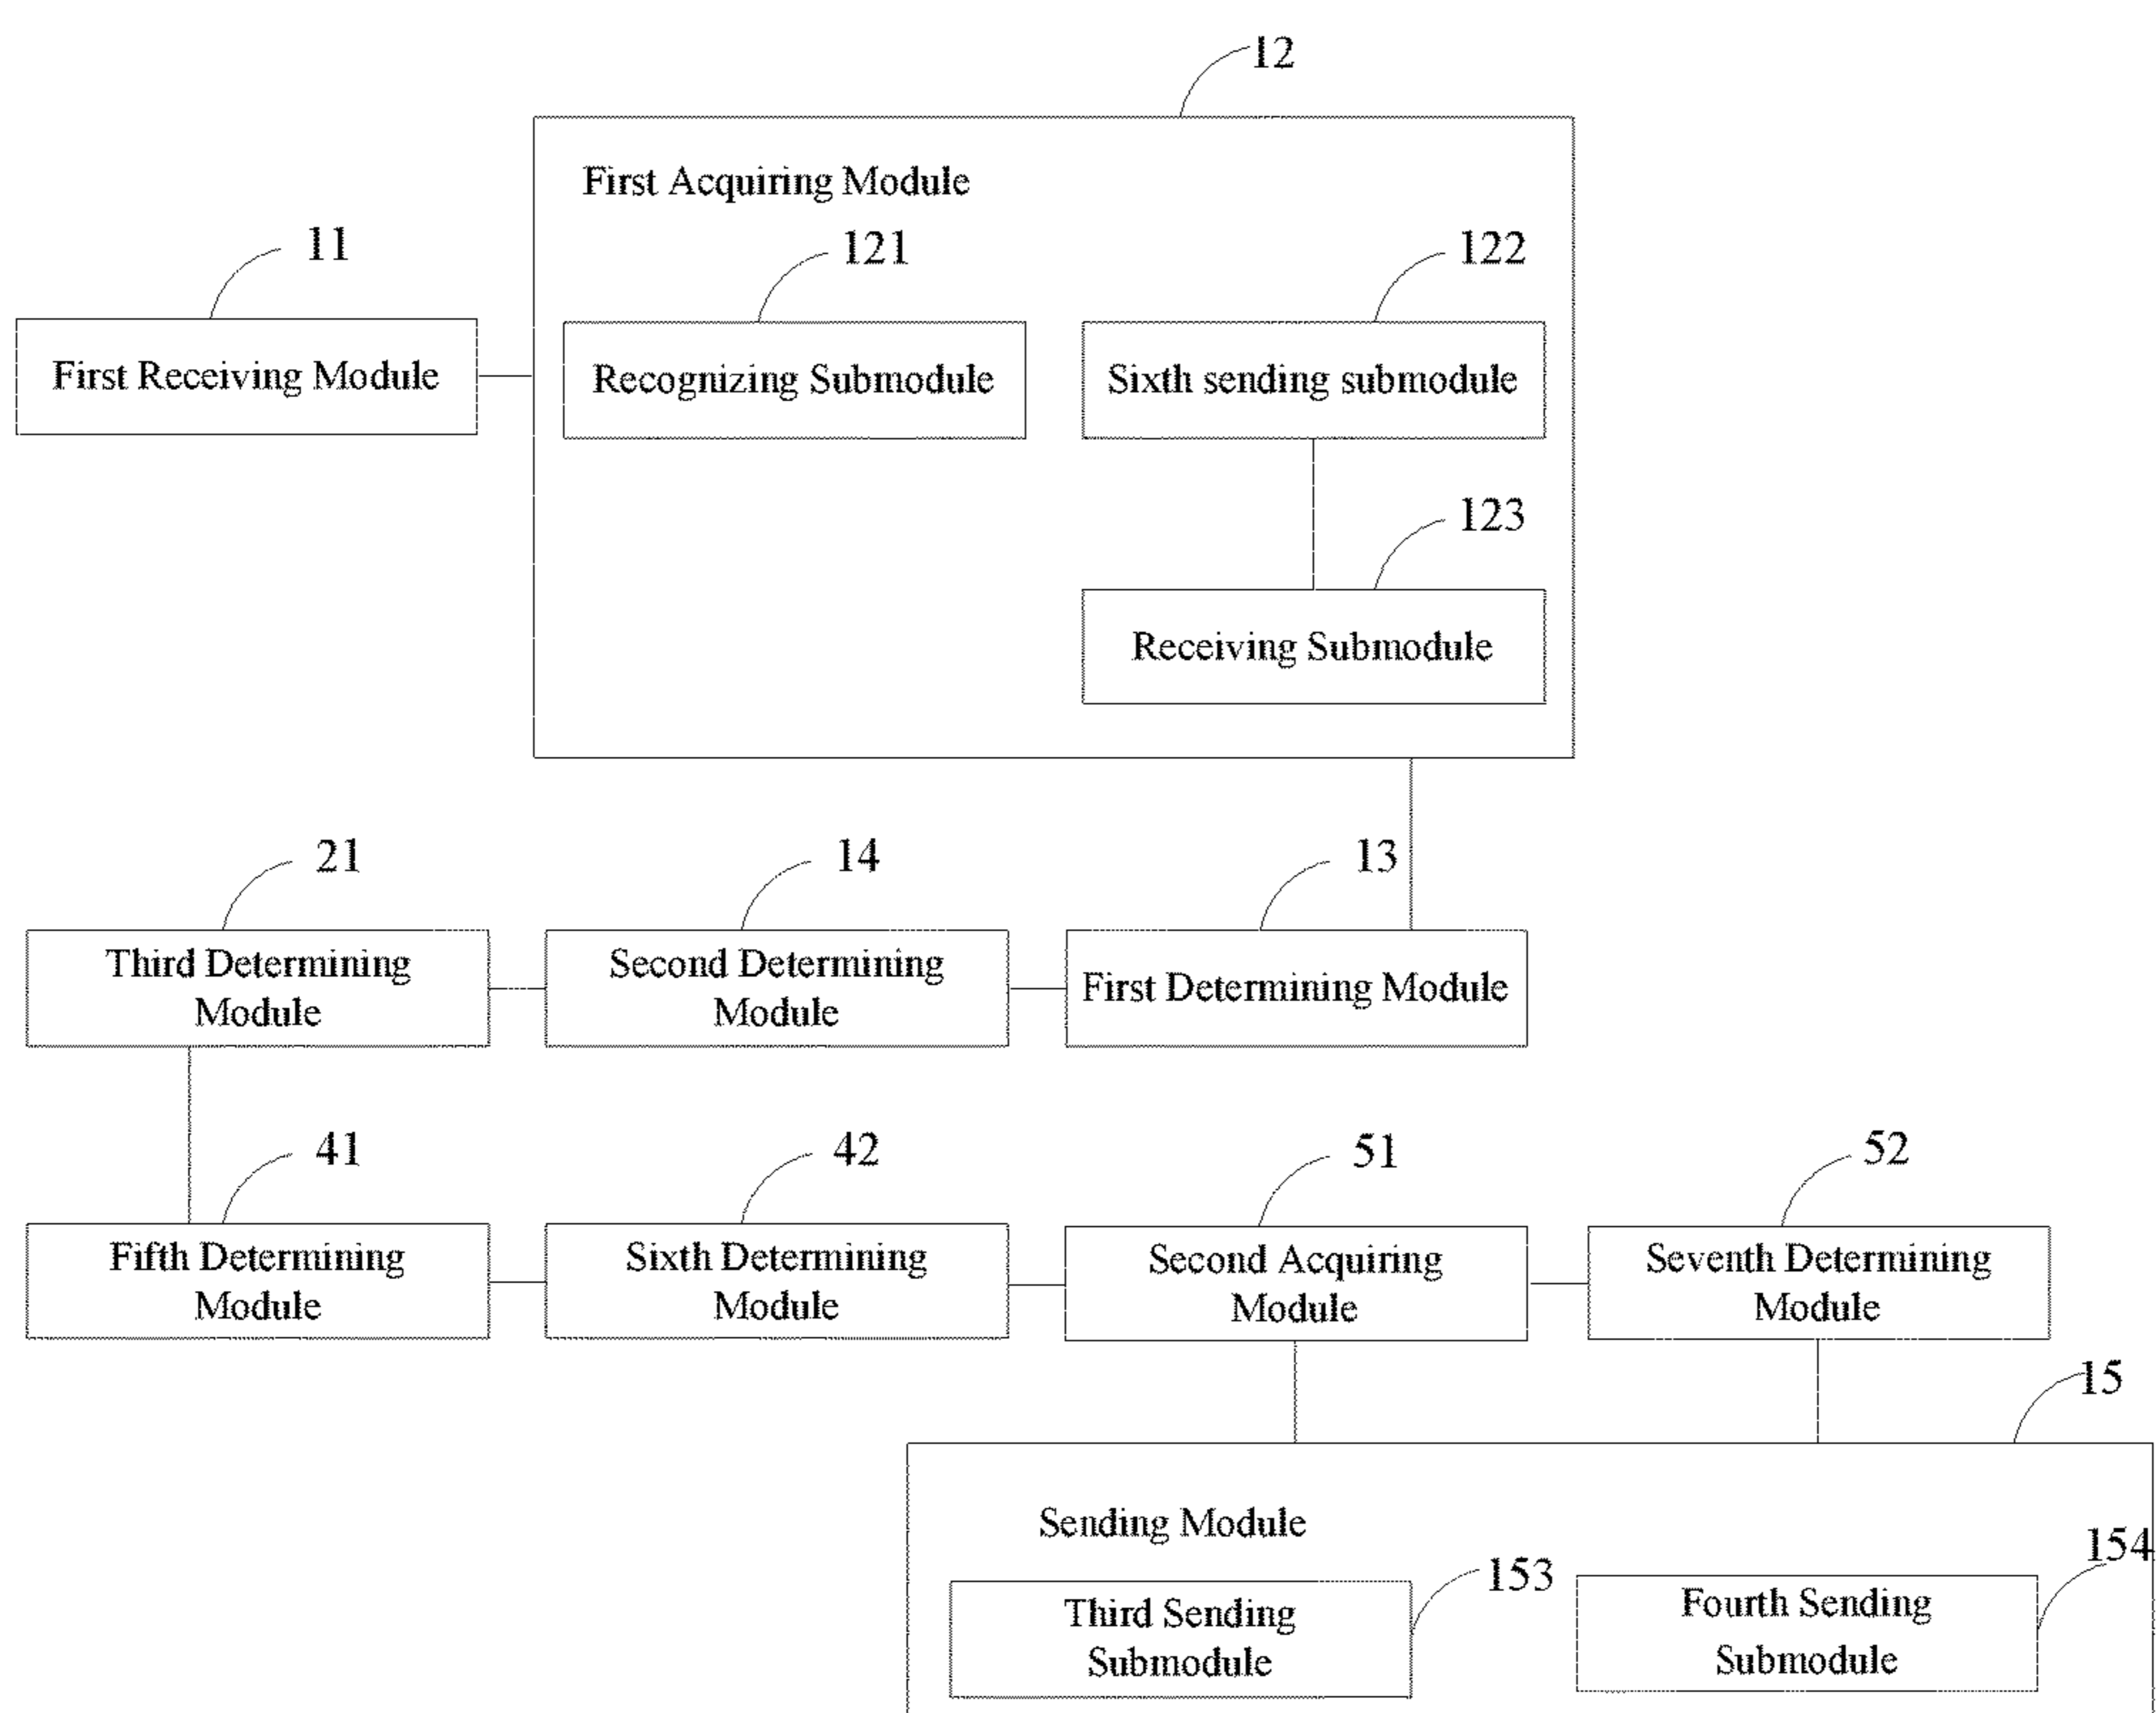 12
First Acquiring Module
11
121
122
First Receiving Module
Recognizing Submodule
Sixth sending submodule
123
Receiving Submodule
21
14
13
Third Determining
Module
Second Determining
Module
First Determining Module
41
42
51
52
Fifth Determining
Module
Sixth Determining
Module
Second Acquiring
Module
Seventh Determining
Module
15
Sending Module
153
154
Third Sending
Submodule
Fourth Sending
Submodule